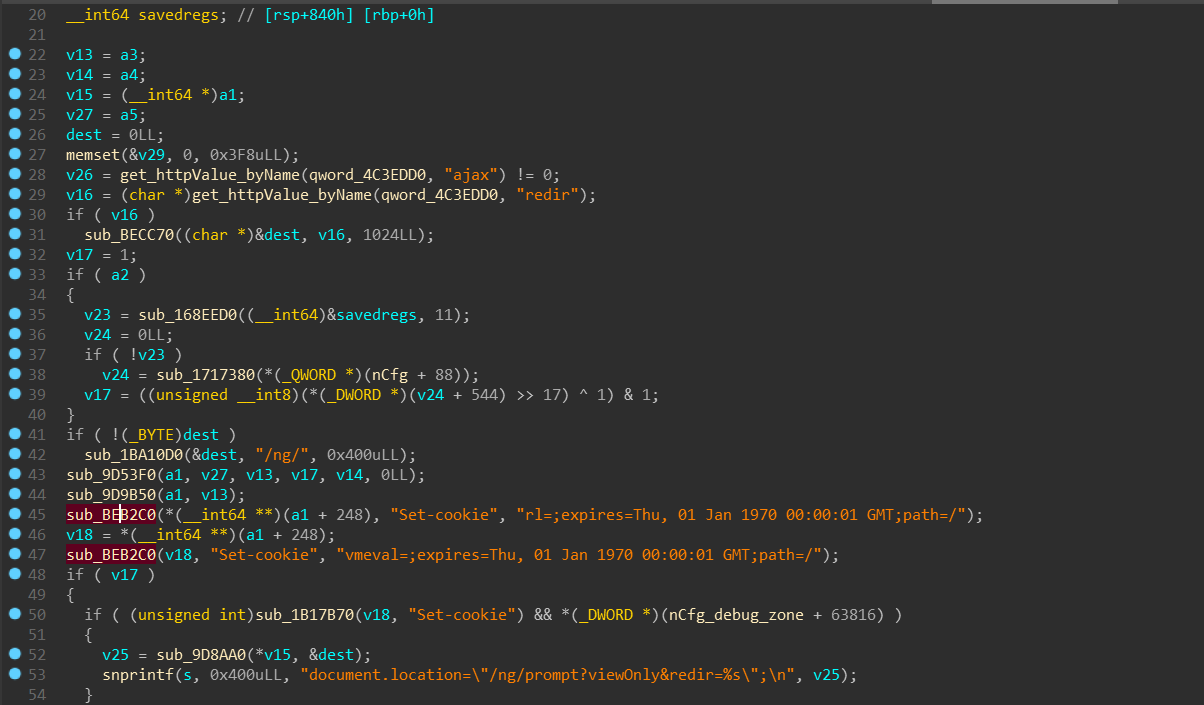 20 __int64 savedregs; // [rsp+840h] [rbp+0h]
21
22 v13 = a3;
23 v14 = a4;
24 v15 = (__int64 *)a1;
25 v27 = a5;
26 dest = 0LL;
27 memset(&v29, 0, 0x3F8uLL);
28 v26 = get_httpValue_byName(qword_4C3EDD0, "ajax") != 0;
29 v16 = (char *)get_httpValue_byName(qword_4C3EDD0, "redir");
30 if ( v16 )
31 sub_BECC70((char *)&dest, v16, 1024LL);
32 v17 = 1;
33 if ( a2 )
34 {
35 v23 = sub_168EED0((__int64)&savedregs, 11);
36 v24 = 0LL;
37 if ( !v23 )
38 v24 = sub_1717380(*(_QWORD *)(nCfg + 88));
39 v17 = ((unsigned __int8)(*(_DWORD *)(v24 + 544) >> 17) ^ 1) & 1;
40 }
41 if ( !(_BYTE)dest )
42 sub_1BA10D0(&dest, "/ng/", 0x400uLL);
43 sub_9D53F0(a1, v27, v13, v17, v14, 0LL);
44 sub_9D9B50(a1, v13);
45 sub_BEB2C0(*(__int64 **)(a1 + 248), "Set-cookie", "rl=;expires=Thu, 01 Jan 1970 00:00:01 GMT;path=/");
46 v18 = *(__int64 **)(a1 + 248);
47 sub_BEB2C0(v18, "Set-cookie", "vmeval=;expires=Thu, 01 Jan 1970 00:00:01 GMT;path=/");
48 if ( v17 )
49 {
50 if ( (unsigned int)sub_1B17B70(v18, "Set-cookie") && *(_DWORD *)(nCfg_debug_zone + 63816) )
51 {
52 v25 = sub_9D8AA0(*v15, &dest);
53 snprintf(s, 0x400uLL, "document.location=\"/ng/prompt?viewOnly&redir=%s\";\n", v25);
54 }